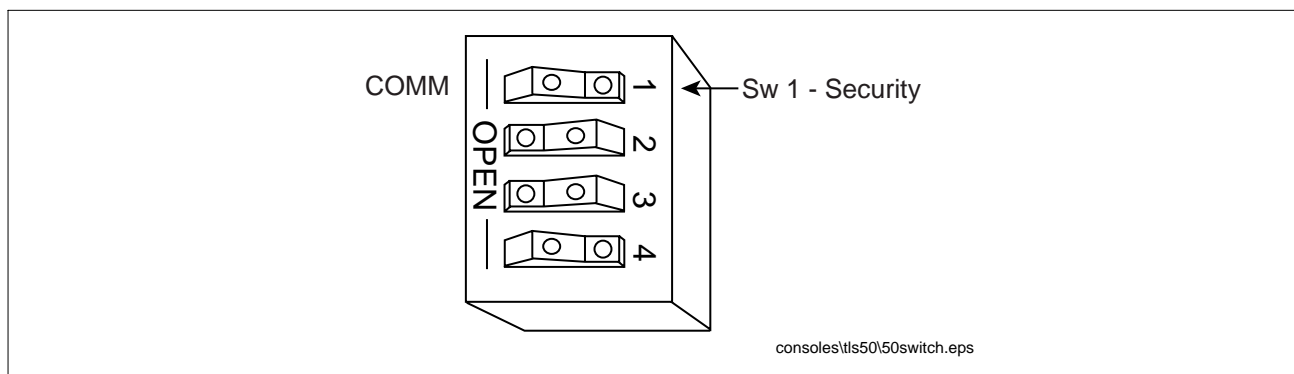 COMM
OPEN
1
2
3
4
Sw 1 - Security
consoles\tls50\50switch.eps